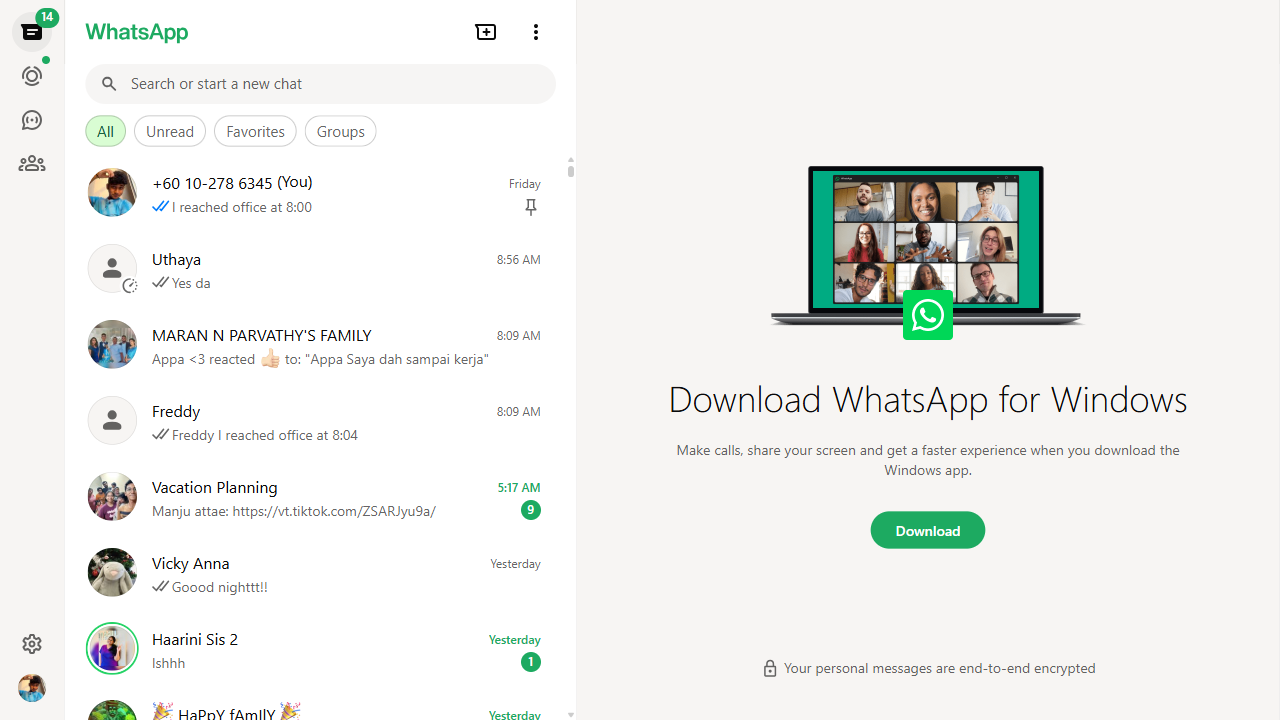 14
WhatsApp
Search or start a new chat
All
Unread
Favorites
Groups
+60 10-278 6345 (You)
Friday
I reached office at 8:00
Uthaya
8:56 AM
Yes da
MARAN N PARVATHY'S FAMILY
8:09 AM
Appa <3 reacted 👍🏻 to: "Appa Saya dah sampai kerja"
Freddy
8:09 AM
Freddy I reached office at 8:04
Vacation Planning
5:17 AM
Manju attae: https://vt.tiktok.com/ZSARJyu9a/
9
Vicky Anna
Yesterday
Goood nighttt!!
Haarini Sis 2
Yesterday
Ishhh
1
🎉 HaPpY fAmIlY 🎉
Yesterday
Download WhatsApp for Windows
Make calls, share your screen and get a faster experience when you download the
Windows app.
Download
Your personal messages are end-to-end encrypted